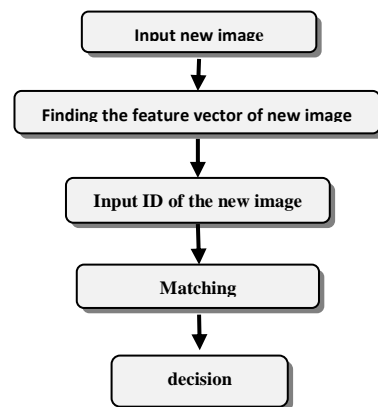 Input new image
Finding the feature vector of new image
Input ID of the new image
Matching
decision